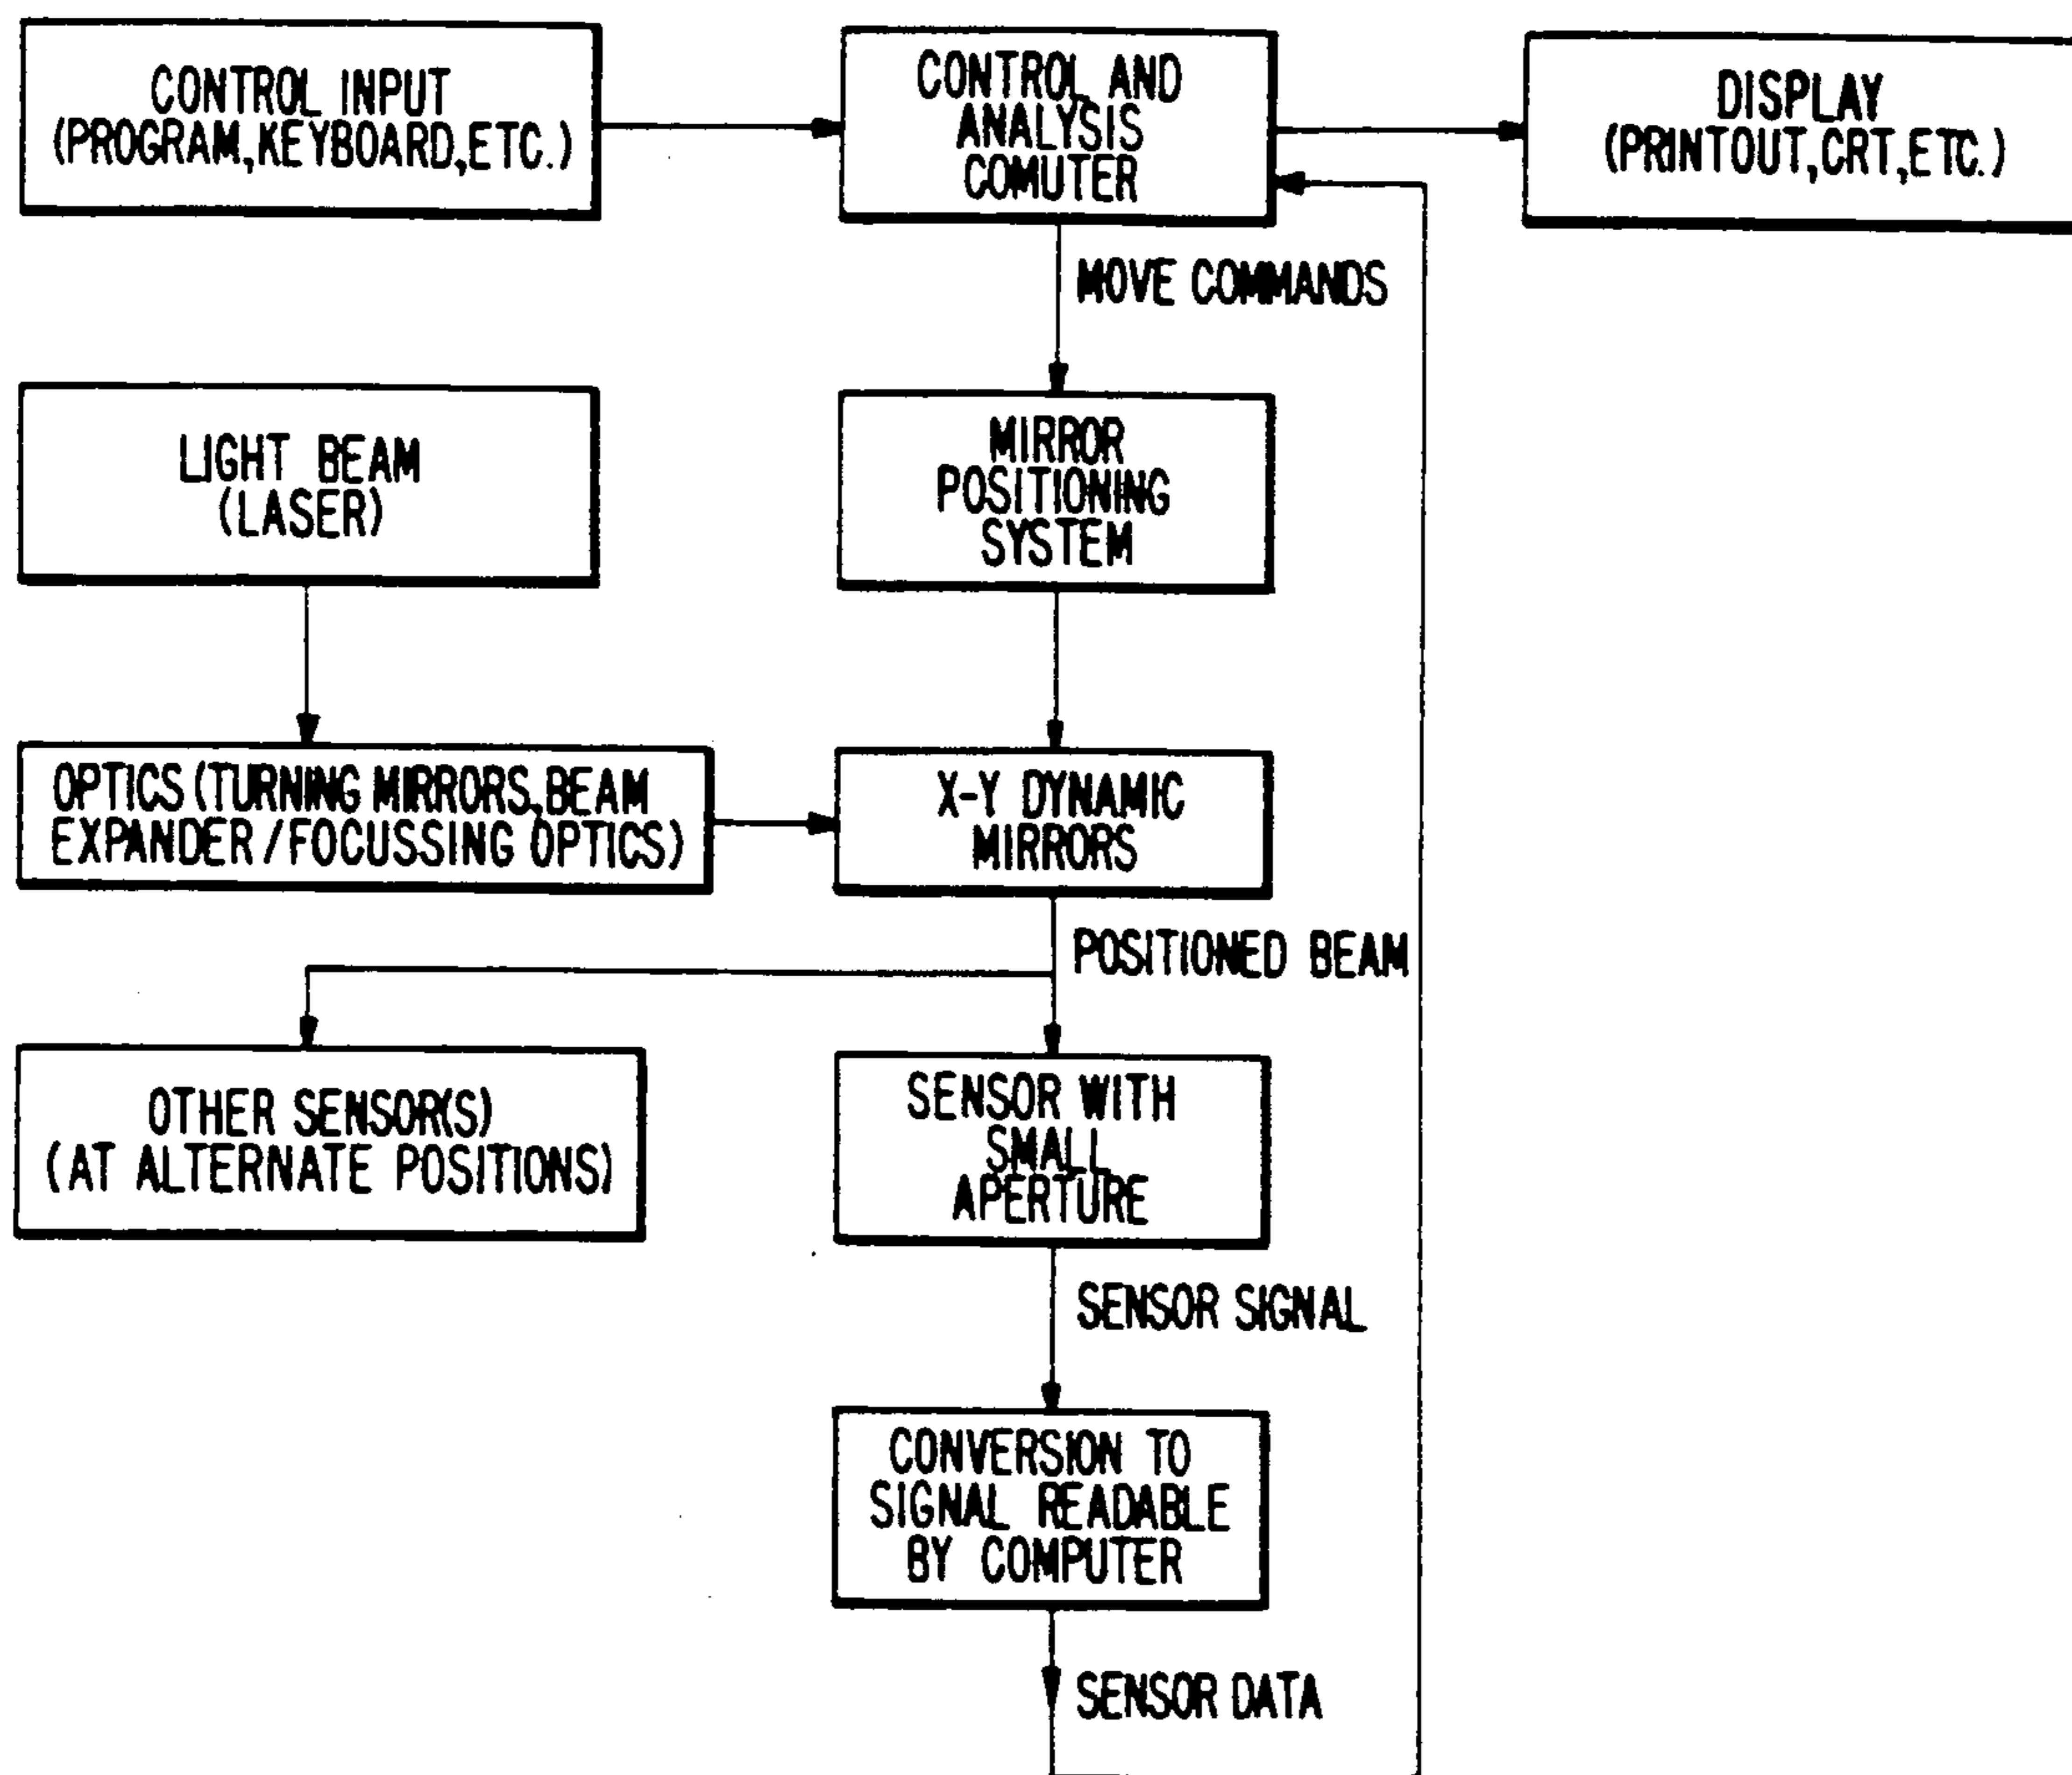 CONTROL INPUT
(PROGRAM,KEYBOARD,ETC.)
CONTROL AND
ANALYSIS
COMUTER
DISPLAY
(PRINTOUT,CRT,ETC.)
MOVE COMMANDS
LIGHT BEAM
(LASER)
MIRROR
POSITIONING
SYSTEM
OPTICS (TURNING MIRRORS,BEAM
EXPANDER/FOCUSSING OPTICS)
X-Y DYNAMIC
MIRRORS
POSITIONED BEAM
OTHER SENSOR(S)
(AT ALTERNATE POSITIONS)
SENSOR WITH
SMALL
APERTURE
SENSOR SIGNAL
CONVERSION TO
SIGNAL READABLE
BY COMPUTER
SENSOR DATA